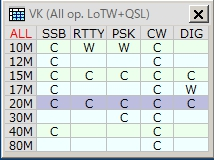 VK (All op. LoTW+QSL)
ALL SSB RTTY PSK CW DIG
10M C W W C
12M C C
15M C C C C C
17M C C W
20M C C C C C
30M C C
40M C C
80M C